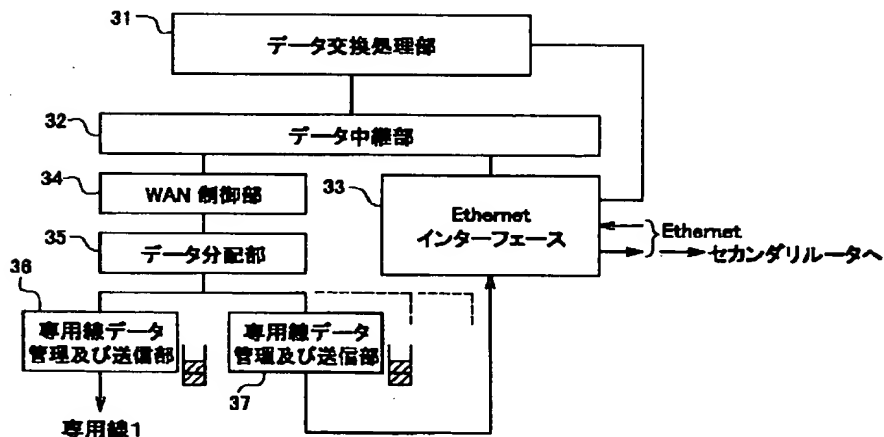 31
データ交換処理部
32
データ中継部
34
WAN 制御部
33
Ethernet
インターフェース
Ethernet
セカンダリルータへ
35
データ分配部
36
専用線データ
管理及び送信部
専用線データ
管理及び送信部
37
専用線1